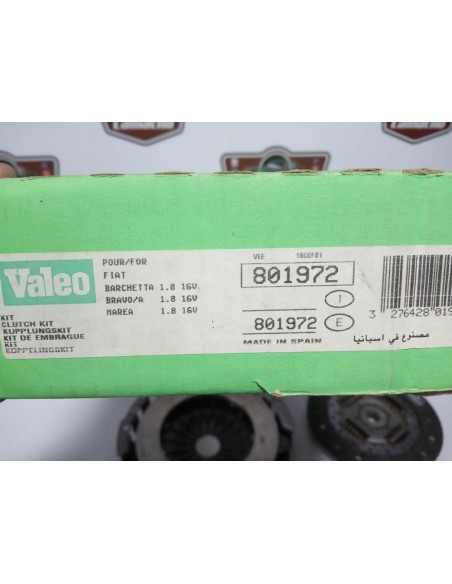 Valeo
KIT
CLUTCH KIT
KUPPLUNGSKIT
KIT DE EMBRAGUE
KIT
KOPPELINGSKIT
POUR/FOR
FIAT
BARCHETTA 1.8 16V
BRAVO/A 1.8 16V
MAREA 1.8 16V
VEE
801972
I
801972 E
MADE IN SPAIN
3 276428"019
مصنوع في اسبانيا